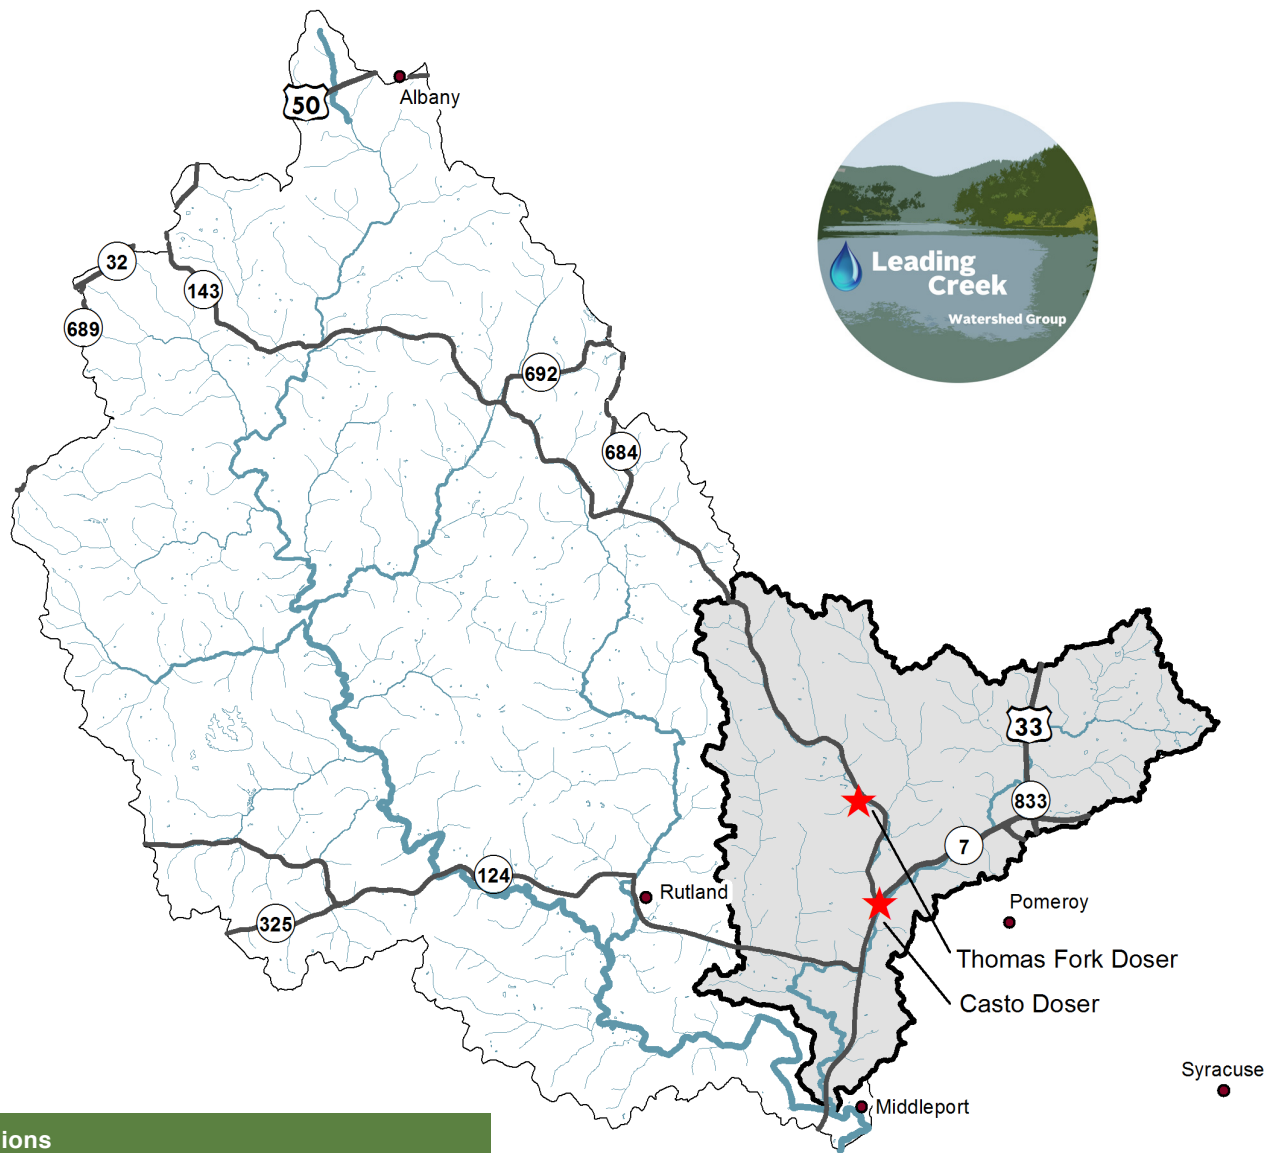 Albany
50
32
143
689
Leading
Creek
Watershed Group
692
684
33
833
7
124
Rutland
325
Pomeroy
Thomas Fork Doser
Casto Doser
Syracuse
Middleport
ions